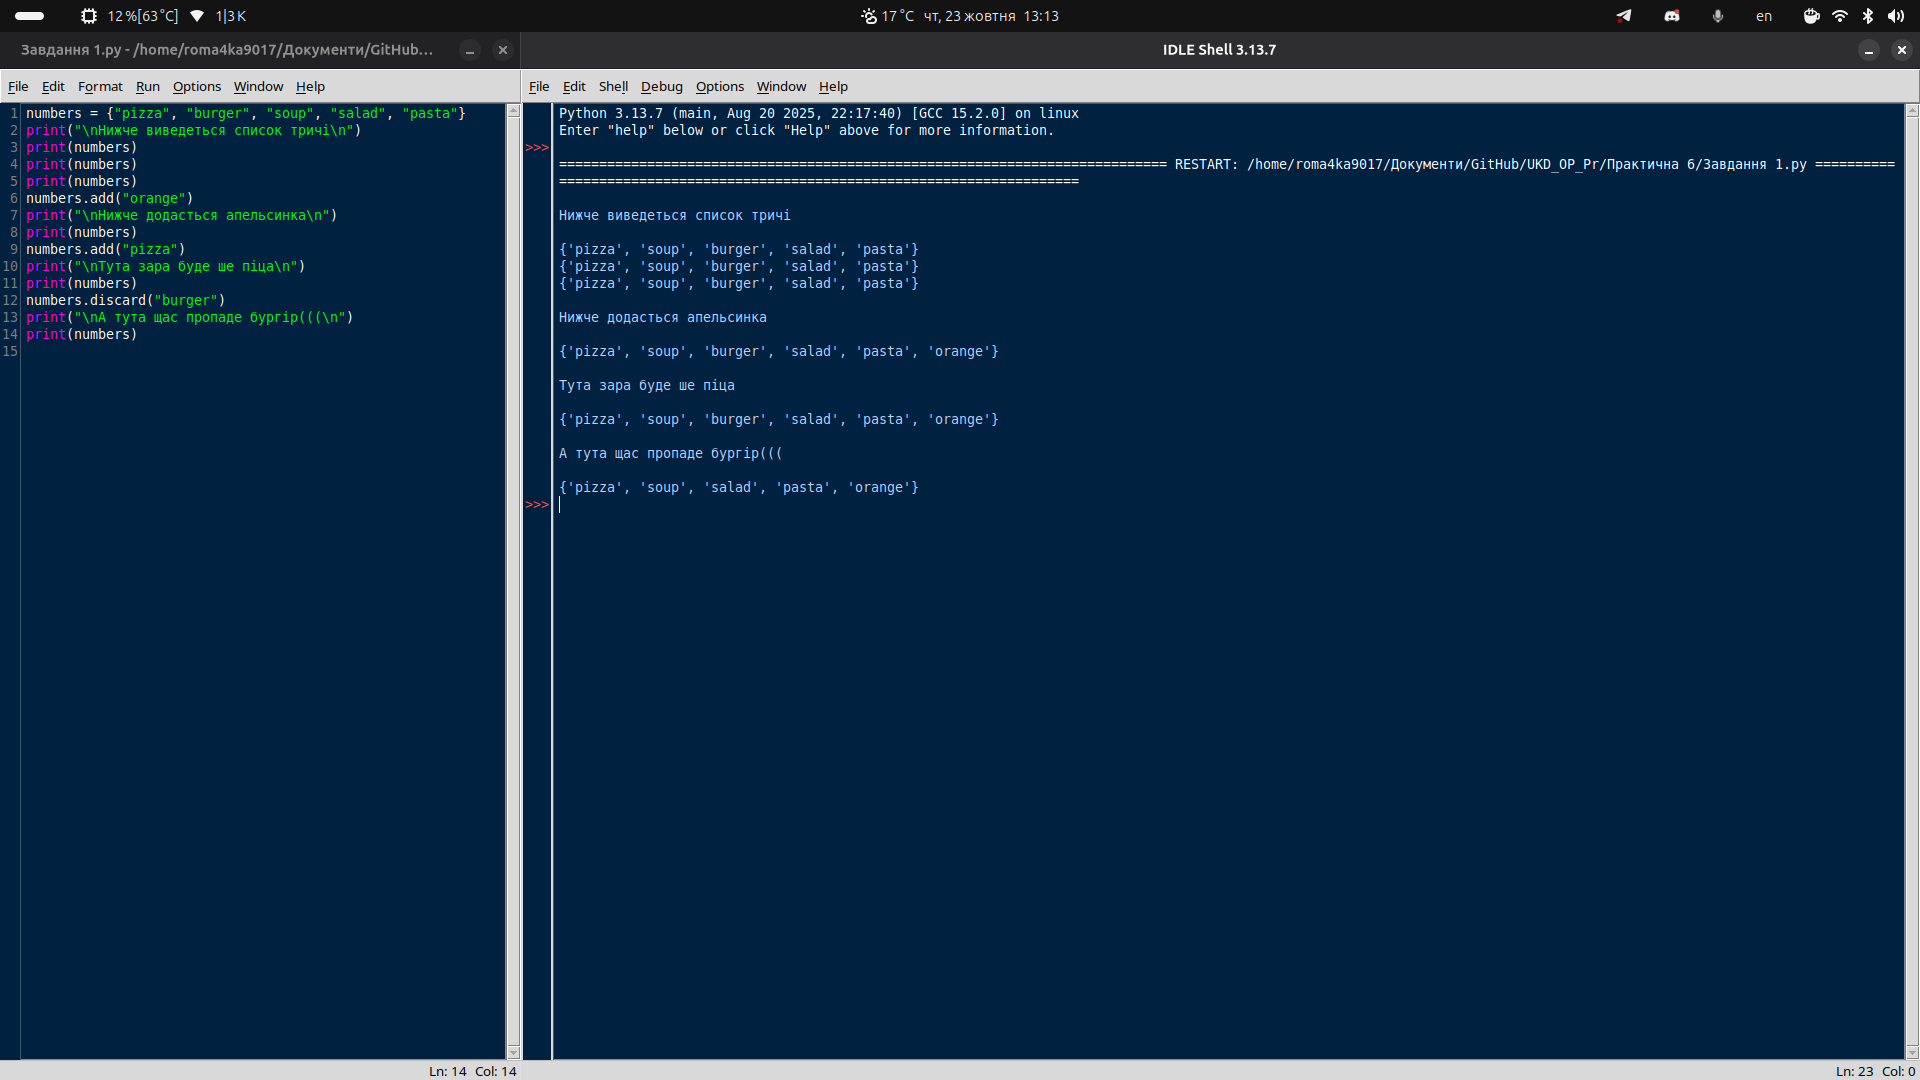 12 %[63 °C] 1|3 K 17 °C чт, 23 жовтня 13:13 en
Завдання 1.py - /home/roma4ka9017/Документи/GitHub...
File Edit Format Run Options Window Help
1 numbers = {"pizza", "burger", "soup", "salad", "pasta"}
2 print("\nНижче виведеться список тричі\n")
3 print(numbers)
4 print(numbers)
5 print(numbers)
6 numbers.add("orange")
7 print("\nНижче додасться апельсинка\n")
8 print(numbers)
9 numbers.add("pizza")
10 print("\nТута зара буде ше піца\n")
11 print(numbers)
12 numbers.discard("burger")
13 print("\nА тута щас пропаде бургір(((\n")
14 print(numbers)
15
Ln: 14 Col: 14
IDLE Shell 3.13.7
File Edit Shell Debug Options Window Help
Python 3.13.7 (main, Aug 20 2025, 22:17:40) [GCC 15.2.0] on linux
Enter "help" below or click "Help" above for more information.
>>>
============================================================================ RESTART: /home/roma4ka9017/Документи/GitHub/UKD_OP_Pr/Практична 6/Завдання 1.py ==========
=================================================================
Нижче виведеться список тричі
{'pizza', 'soup', 'burger', 'salad', 'pasta'}
{'pizza', 'soup', 'burger', 'salad', 'pasta'}
{'pizza', 'soup', 'burger', 'salad', 'pasta'}
Нижче додасться апельсинка
{'pizza', 'soup', 'burger', 'salad', 'pasta', 'orange'}
Тута зара буде ше піца
{'pizza', 'soup', 'burger', 'salad', 'pasta', 'orange'}
А тута щас пропаде бургір(((
{'pizza', 'soup', 'salad', 'pasta', 'orange'}
>>>
Ln: 23 Col: 0